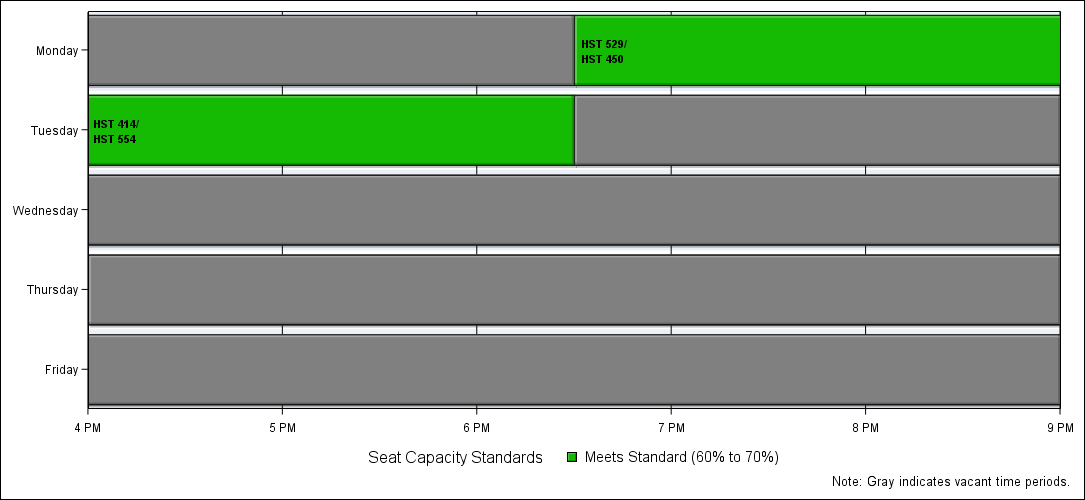 Monday
HST 529/
HST 450
Tuesday
HST 414/
HST 554
Wednesday
Thursday
Friday
4 PM 5 PM 6 PM 7 PM 8 PM 9 PM
Seat Capacity Standards Meets Standard (60% to 70%)
Note: Gray indicates vacant time periods.